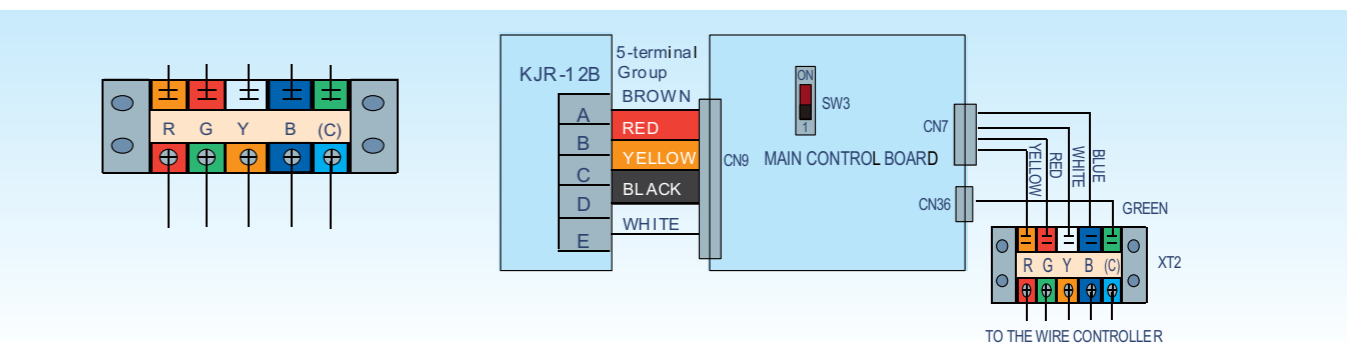 R G Y B (C)
KJR-12B
5-terminal
Group
A
B
C
D
E
BROWN
RED
YELLOW
BLACK
WHITE
CN9
ON
1
SW3
MAIN CONTROL BOARD
CN7
CN36
YELLOW
RED
WHITE
BLUE
GREEN
R G Y B (C)
XT2
TO THE WIRE CONTROLLER